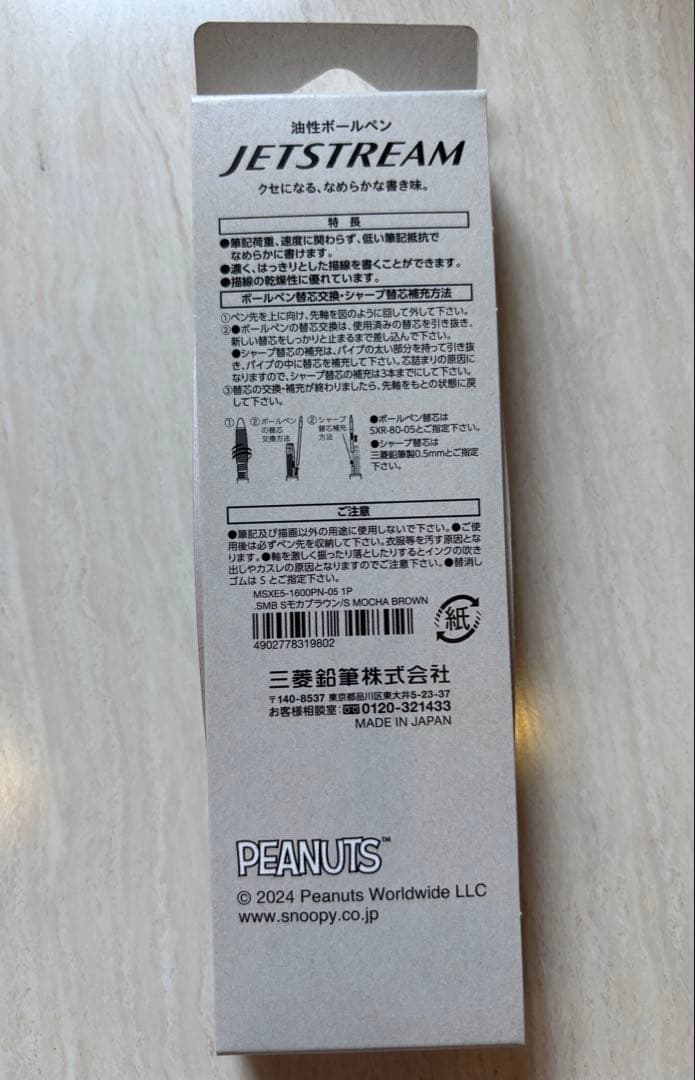 油性ボールペン
JETSTREAM
クセになる、なめらかな書き味。
特 長
●筆記荷重、速度に関わらず、低い筆記抵抗で
なめらかに書けます。
●濃く、はっきりとした描線を書くことができます。
●描線の乾燥性に優れています。
ボールペン替芯交換・シャープ替芯補充方法
①ペン先を上に向け、先軸を図のように回して外して下さい。
②●ボールペンの替芯交換は、使用済みの替芯を引き抜き、
新しい替芯をしっかりと止まるまで差し込んで下さい。
●シャープ替芯の補充は、パイプの太い部分を持って引き抜
き、パイプの中に替芯を補充して下さい。芯詰まりの原因に
なりますので、シャープ替芯の補充は3本までにして下さい。
③替芯の交換・補充が終わりましたら、先軸をもとの状態に戻
して下さい。
①
②ボールペン
の替芯
交換方法
②シャープ
替芯補充
方法
●ボールペン替芯は
SXR-80-05とご指定下さい。
●シャープ替芯は
三菱鉛筆製0.5mmとご指定
下さい。
ご注意
●筆記及び描画以外の用途に使用しないで下さい。●ご使
用後は必ずペン先を収納して下さい。衣服等を汚す原因とな
ります。●軸を激しく振ったり落としたりするとインクの吹き
出しやカスレの原因となりますのでご注意下さい。●替消し
ゴムは S とご指定下さい。
MSXE5-1600PN-05 1P
.SMB Sモカブラウン/S MOCHA BROWN
4902778319802
紙
三菱鉛筆株式会社
〒140-8537 東京都品川区東大井5-23-37
お客様相談室:0120-321433
MADE IN JAPAN
PEANUTS™
© 2024 Peanuts Worldwide LLC
www.snoopy.co.jp